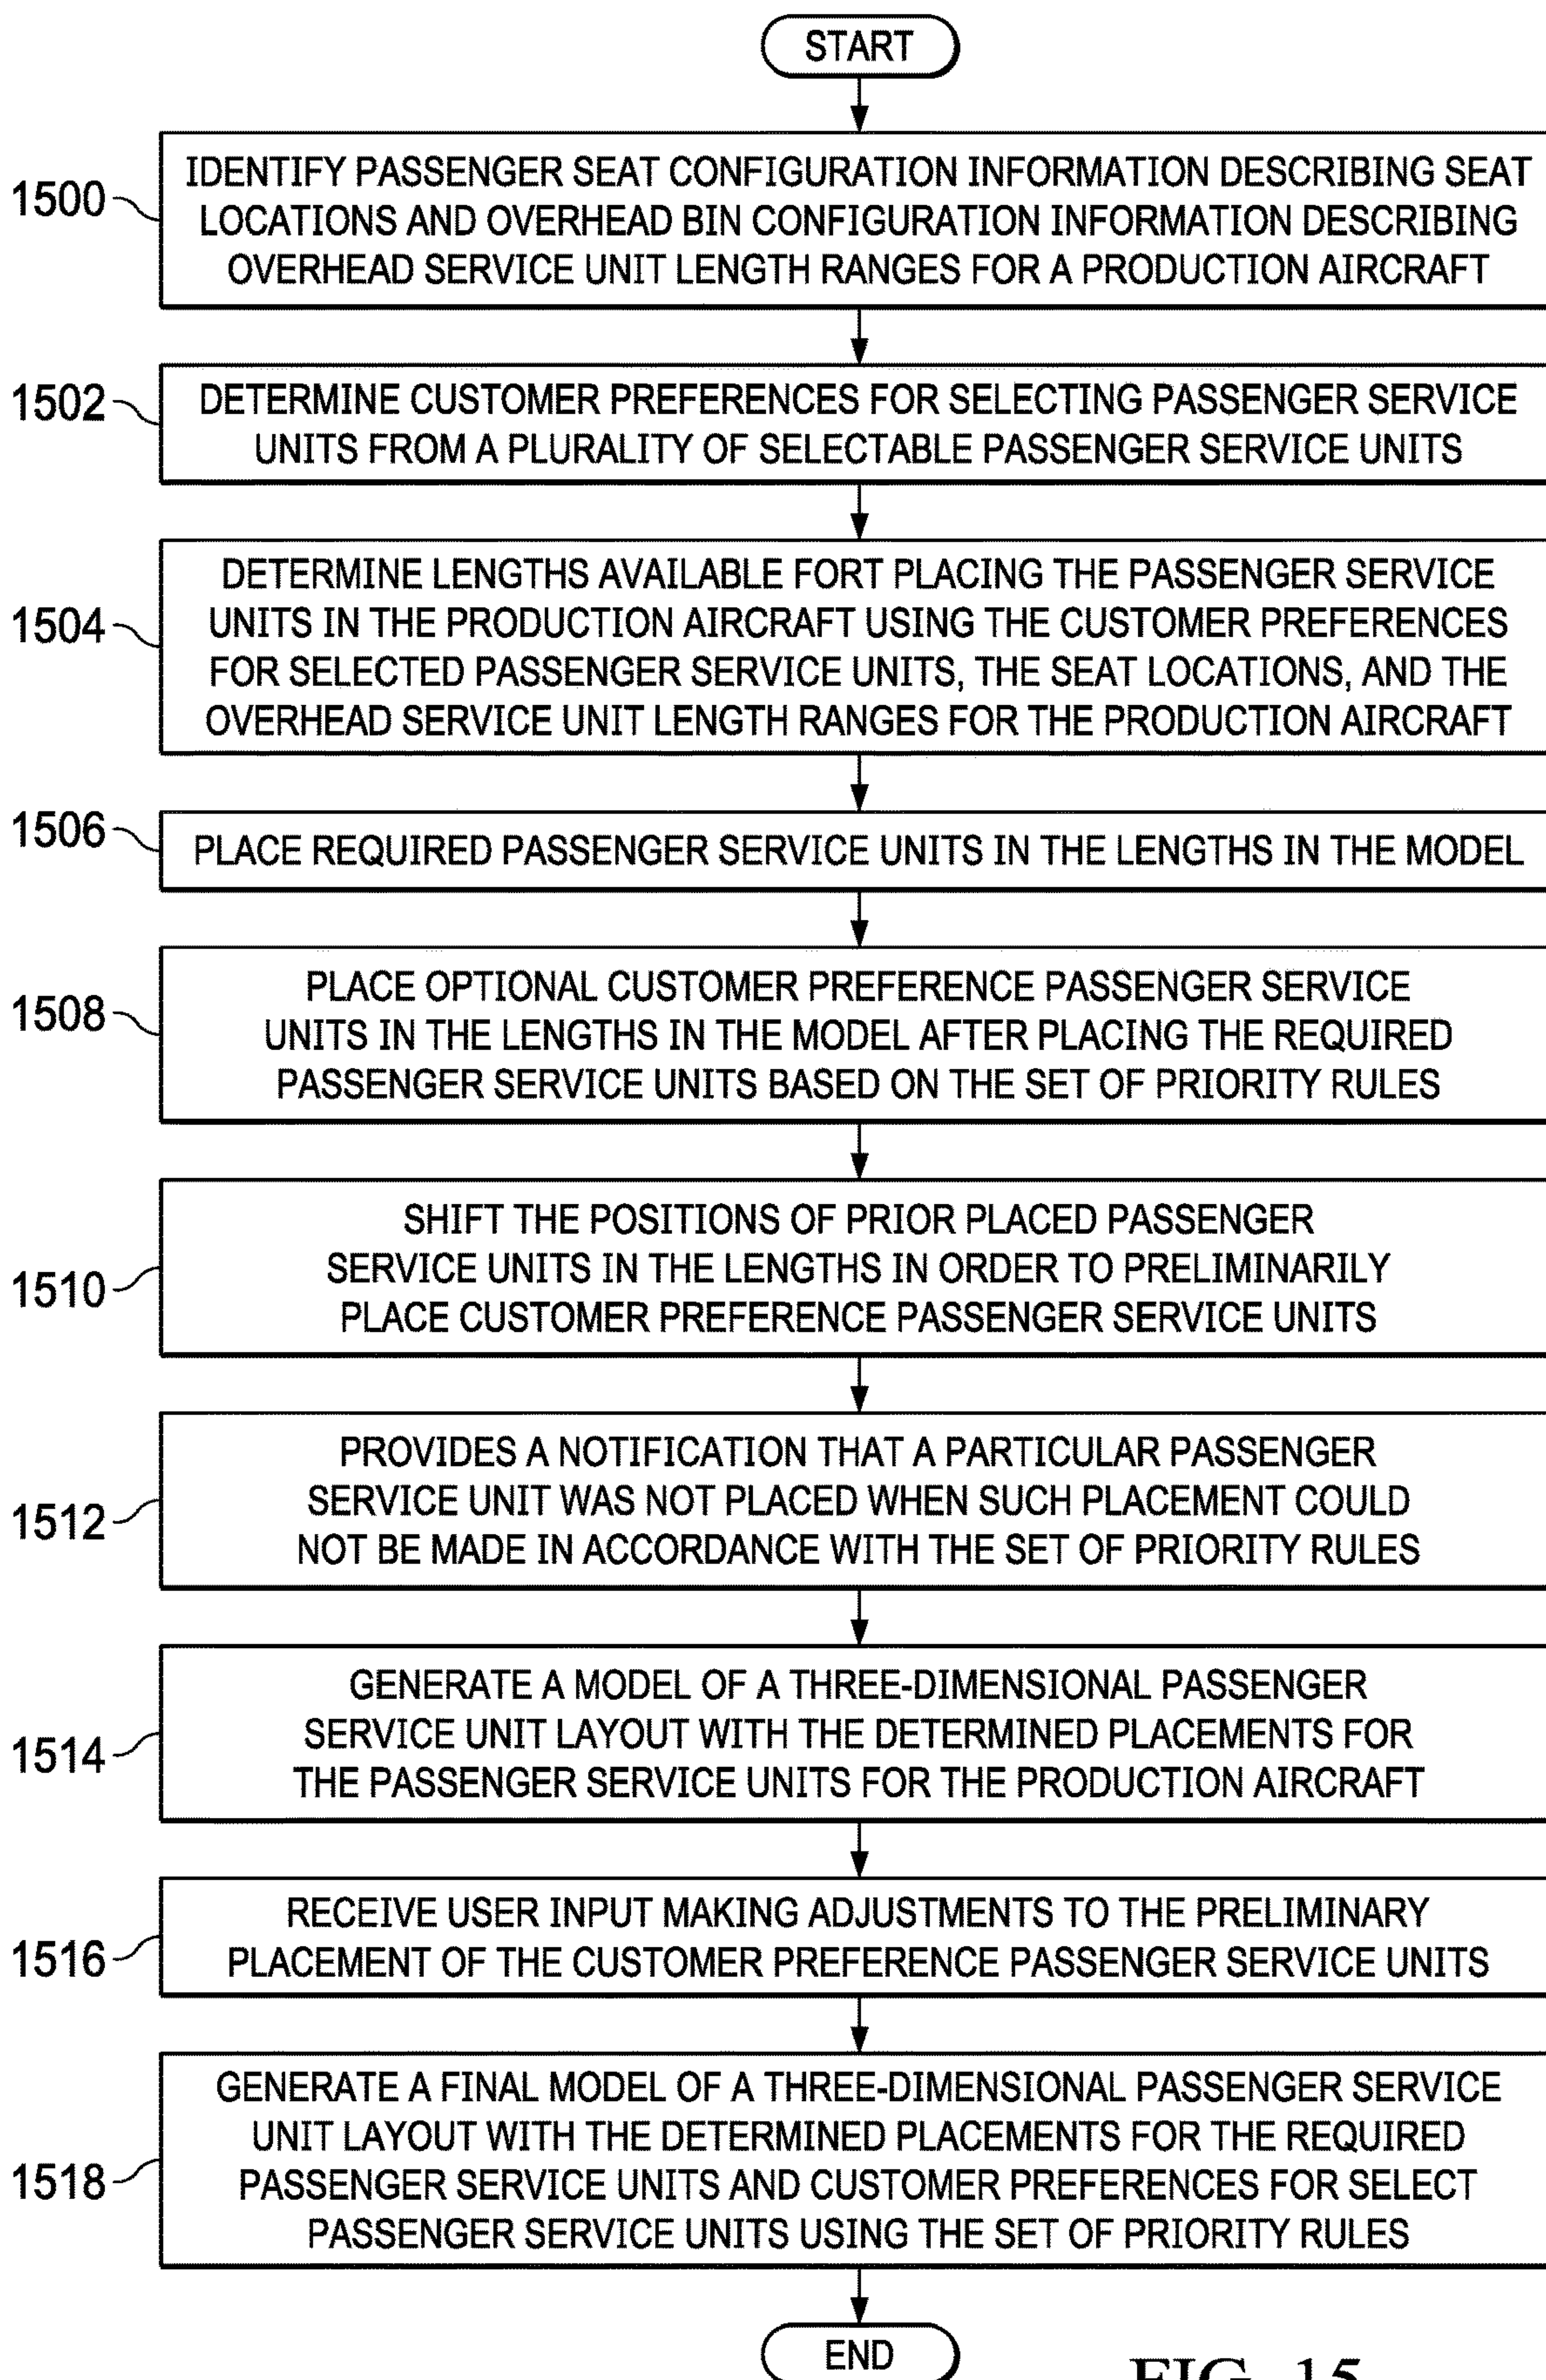 START
1500
IDENTIFY PASSENGER SEAT CONFIGURATION INFORMATION DESCRIBING SEAT
LOCATIONS AND OVERHEAD BIN CONFIGURATION INFORMATION DESCRIBING
OVERHEAD SERVICE UNIT LENGTH RANGES FOR A PRODUCTION AIRCRAFT
1502
DETERMINE CUSTOMER PREFERENCES FOR SELECTING PASSENGER SERVICE
UNITS FROM A PLURALITY OF SELECTABLE PASSENGER SERVICE UNITS
1504
DETERMINE LENGTHS AVAILABLE FORT PLACING THE PASSENGER SERVICE
UNITS IN THE PRODUCTION AIRCRAFT USING THE CUSTOMER PREFERENCES
FOR SELECTED PASSENGER SERVICE UNITS, THE SEAT LOCATIONS, AND THE
OVERHEAD SERVICE UNIT LENGTH RANGES FOR THE PRODUCTION AIRCRAFT
1506
PLACE REQUIRED PASSENGER SERVICE UNITS IN THE LENGTHS IN THE MODEL
1508
PLACE OPTIONAL CUSTOMER PREFERENCE PASSENGER SERVICE
UNITS IN THE LENGTHS IN THE MODEL AFTER PLACING THE REQUIRED
PASSENGER SERVICE UNITS BASED ON THE SET OF PRIORITY RULES
1510
SHIFT THE POSITIONS OF PRIOR PLACED PASSENGER
SERVICE UNITS IN THE LENGTHS IN ORDER TO PRELIMINARILY
PLACE CUSTOMER PREFERENCE PASSENGER SERVICE UNITS
1512
PROVIDES A NOTIFICATION THAT A PARTICULAR PASSENGER
SERVICE UNIT WAS NOT PLACED WHEN SUCH PLACEMENT COULD
NOT BE MADE IN ACCORDANCE WITH THE SET OF PRIORITY RULES
1514
GENERATE A MODEL OF A THREE-DIMENSIONAL PASSENGER
SERVICE UNIT LAYOUT WITH THE DETERMINED PLACEMENTS FOR
THE PASSENGER SERVICE UNITS FOR THE PRODUCTION AIRCRAFT
1516
RECEIVE USER INPUT MAKING ADJUSTMENTS TO THE PRELIMINARY
PLACEMENT OF THE CUSTOMER PREFERENCE PASSENGER SERVICE UNITS
1518
GENERATE A FINAL MODEL OF A THREE-DIMENSIONAL PASSENGER SERVICE
UNIT LAYOUT WITH THE DETERMINED PLACEMENTS FOR THE REQUIRED
PASSENGER SERVICE UNITS AND CUSTOMER PREFERENCES FOR SELECT
PASSENGER SERVICE UNITS USING THE SET OF PRIORITY RULES
END
FIG. 15